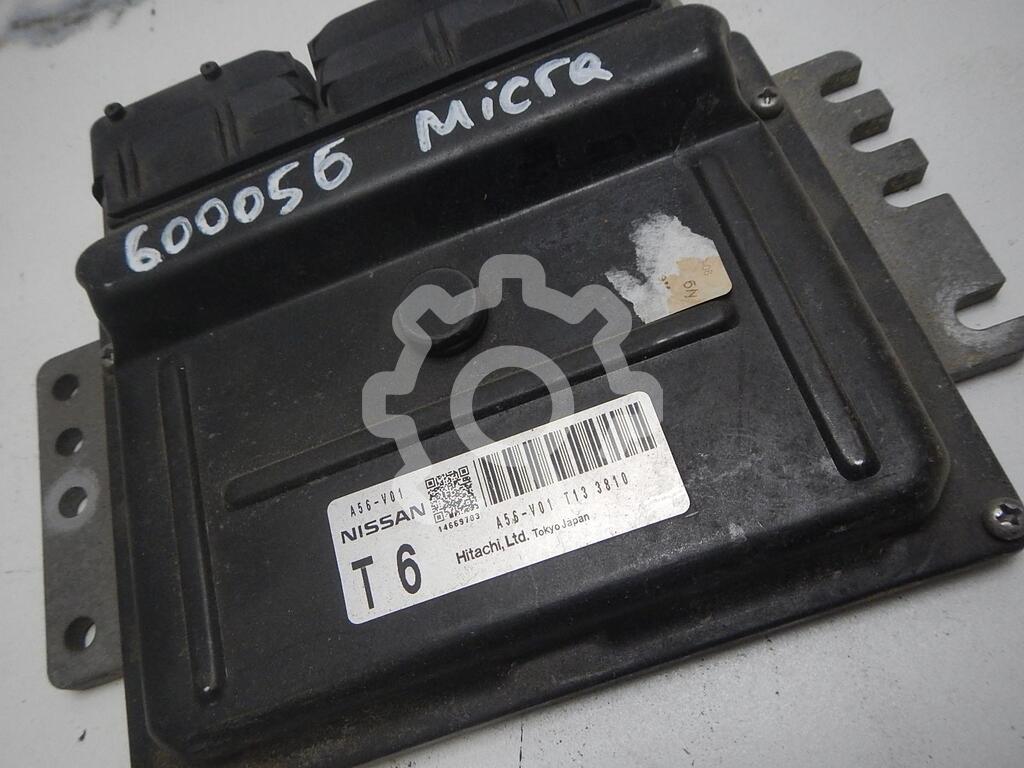 600056 Micra
A56-V01
NISSAN
14669703
A56-V01 T13 3810
T 6
Hitachi, Ltd. Tokyo Japan